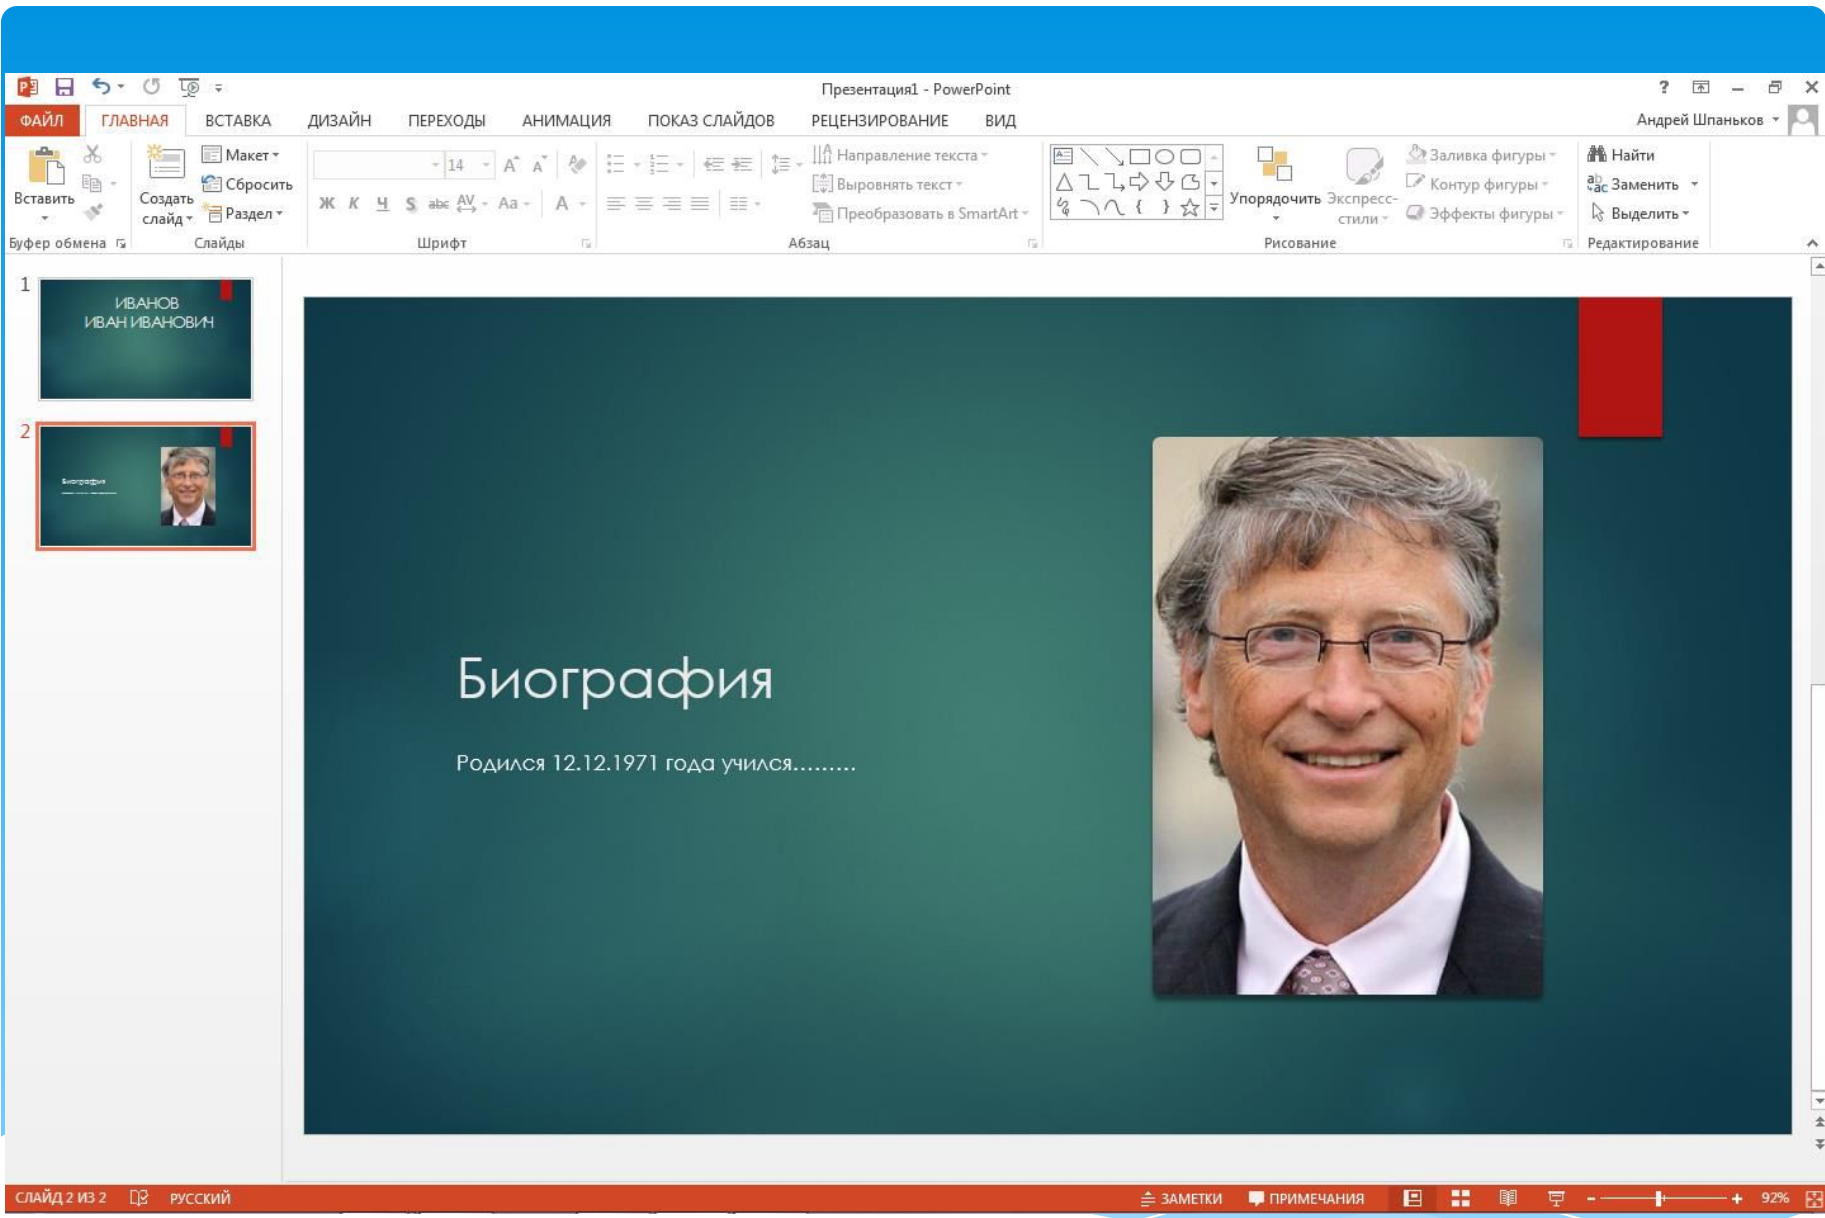 Презентация1 - PowerPoint
ФАЙЛ ГЛАВНАЯ ВСТАВКА ДИЗАЙН ПЕРЕХОДЫ АНИМАЦИЯ ПОКАЗ СЛАЙДОВ РЕЦЕНЗИРОВАНИЕ ВИД Андрей Шпаньков
Вставить
Буфер обмена
Создать
слайд
Макет
Сбросить
Раздел
Слайды
14
Ж К Ч S abc AV Aa A
Шрифт
Направление текста
Выровнять текст
Преобразовать в SmartArt
Абзац
Упорядочить
Экспресс-
стили
Заливка фигуры
Контур фигуры
Эффекты фигуры
Рисование
Найти
Заменить
Выделить
Редактирование
1
ИВАНОВ
ИВАН ИВАНОВИЧ
2
Биография
Биография
Родился 12.12.1971 года учился.........
СЛАЙД 2 ИЗ 2 РУССКИЙ ЗАМЕТКИ ПРИМЕЧАНИЯ 92%